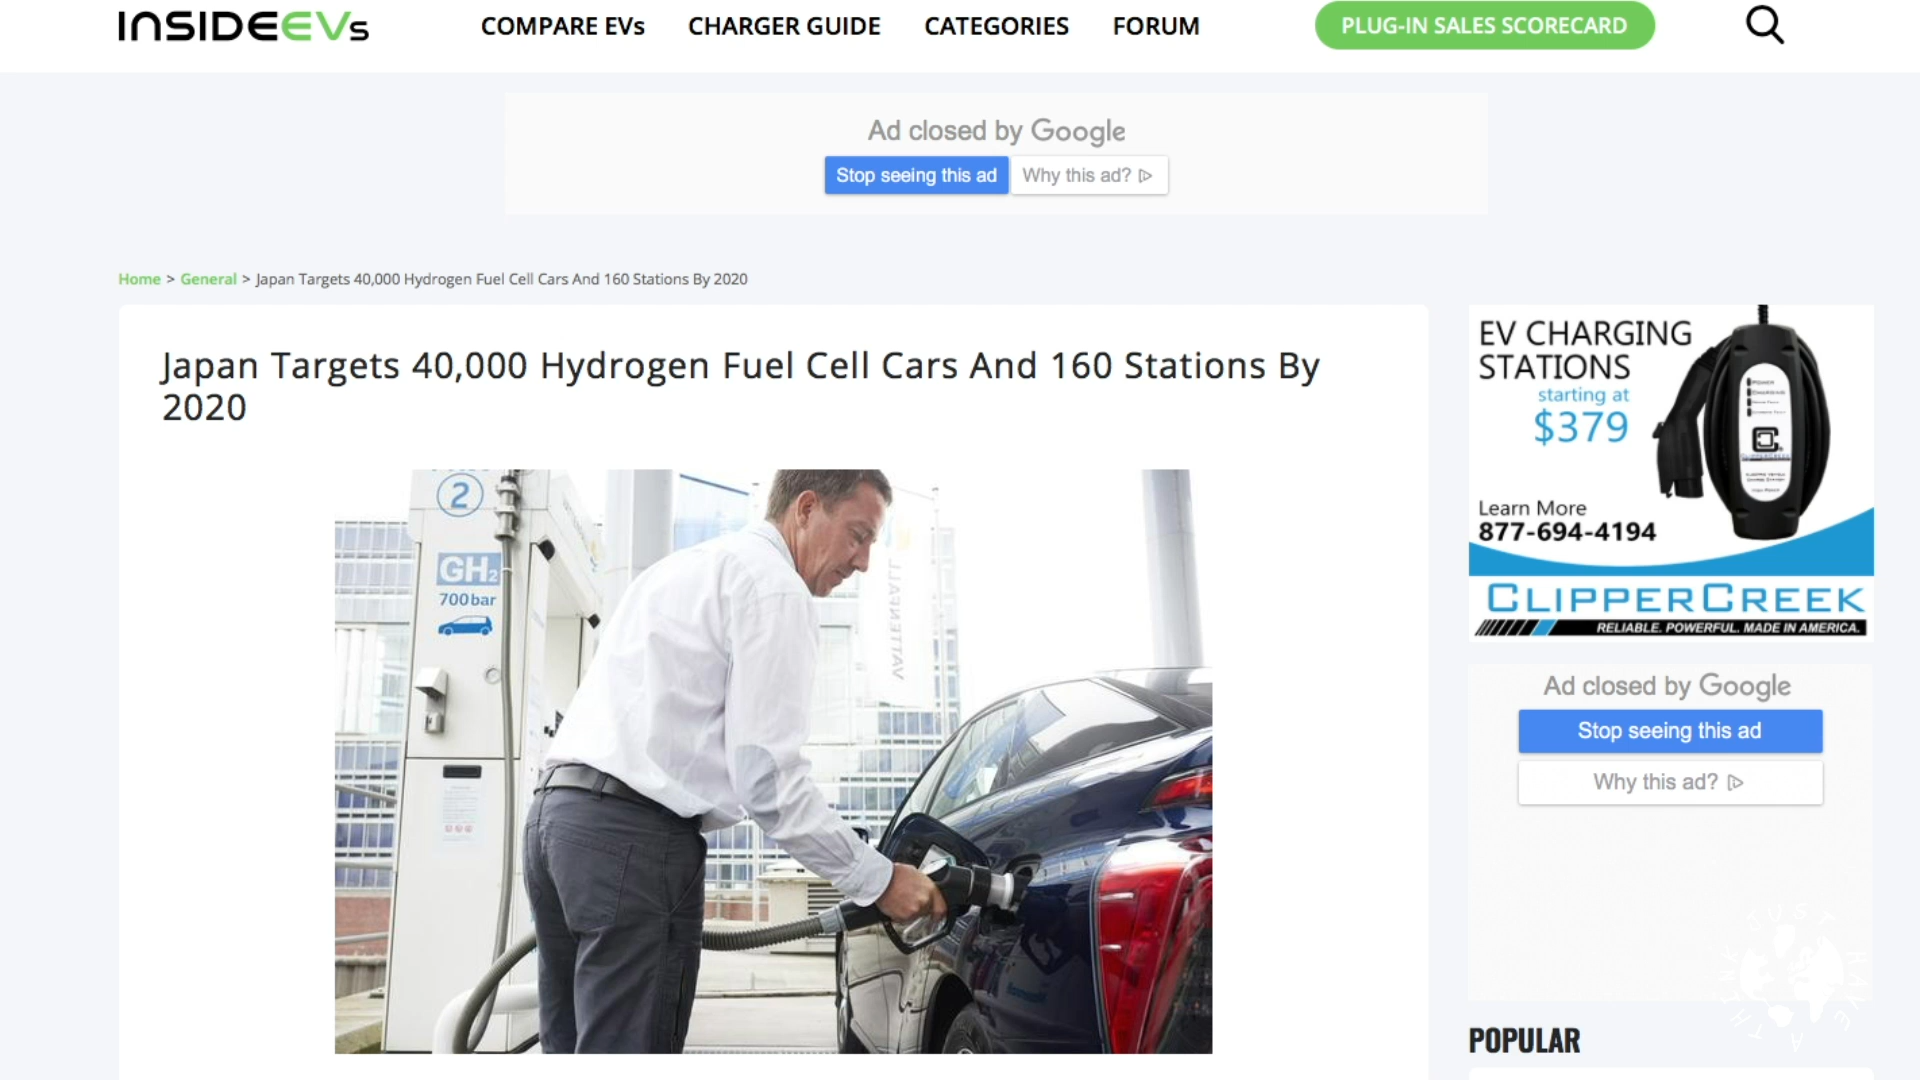 INSIDEEVs
COMPARE EVs
CHARGER GUIDE
CATEGORIES
FORUM
PLUG-IN SALES SCORECARD
Ad closed by Google
Stop seeing this ad
Why this ad?
Home > General > Japan Targets 40,000 Hydrogen Fuel Cell Cars And 160 Stations By 2020
Japan Targets 40,000 Hydrogen Fuel Cell Cars And 160 Stations By
2020
2
GH2
700 bar
VATTENFALL
EV CHARGING
STATIONS
starting at
$379
Learn More
877-694-4194
CLIPPERCREEK
RELIABLE. POWERFUL. MADE IN AMERICA.
Ad closed by Google
Stop seeing this ad
Why this ad?
POPULAR